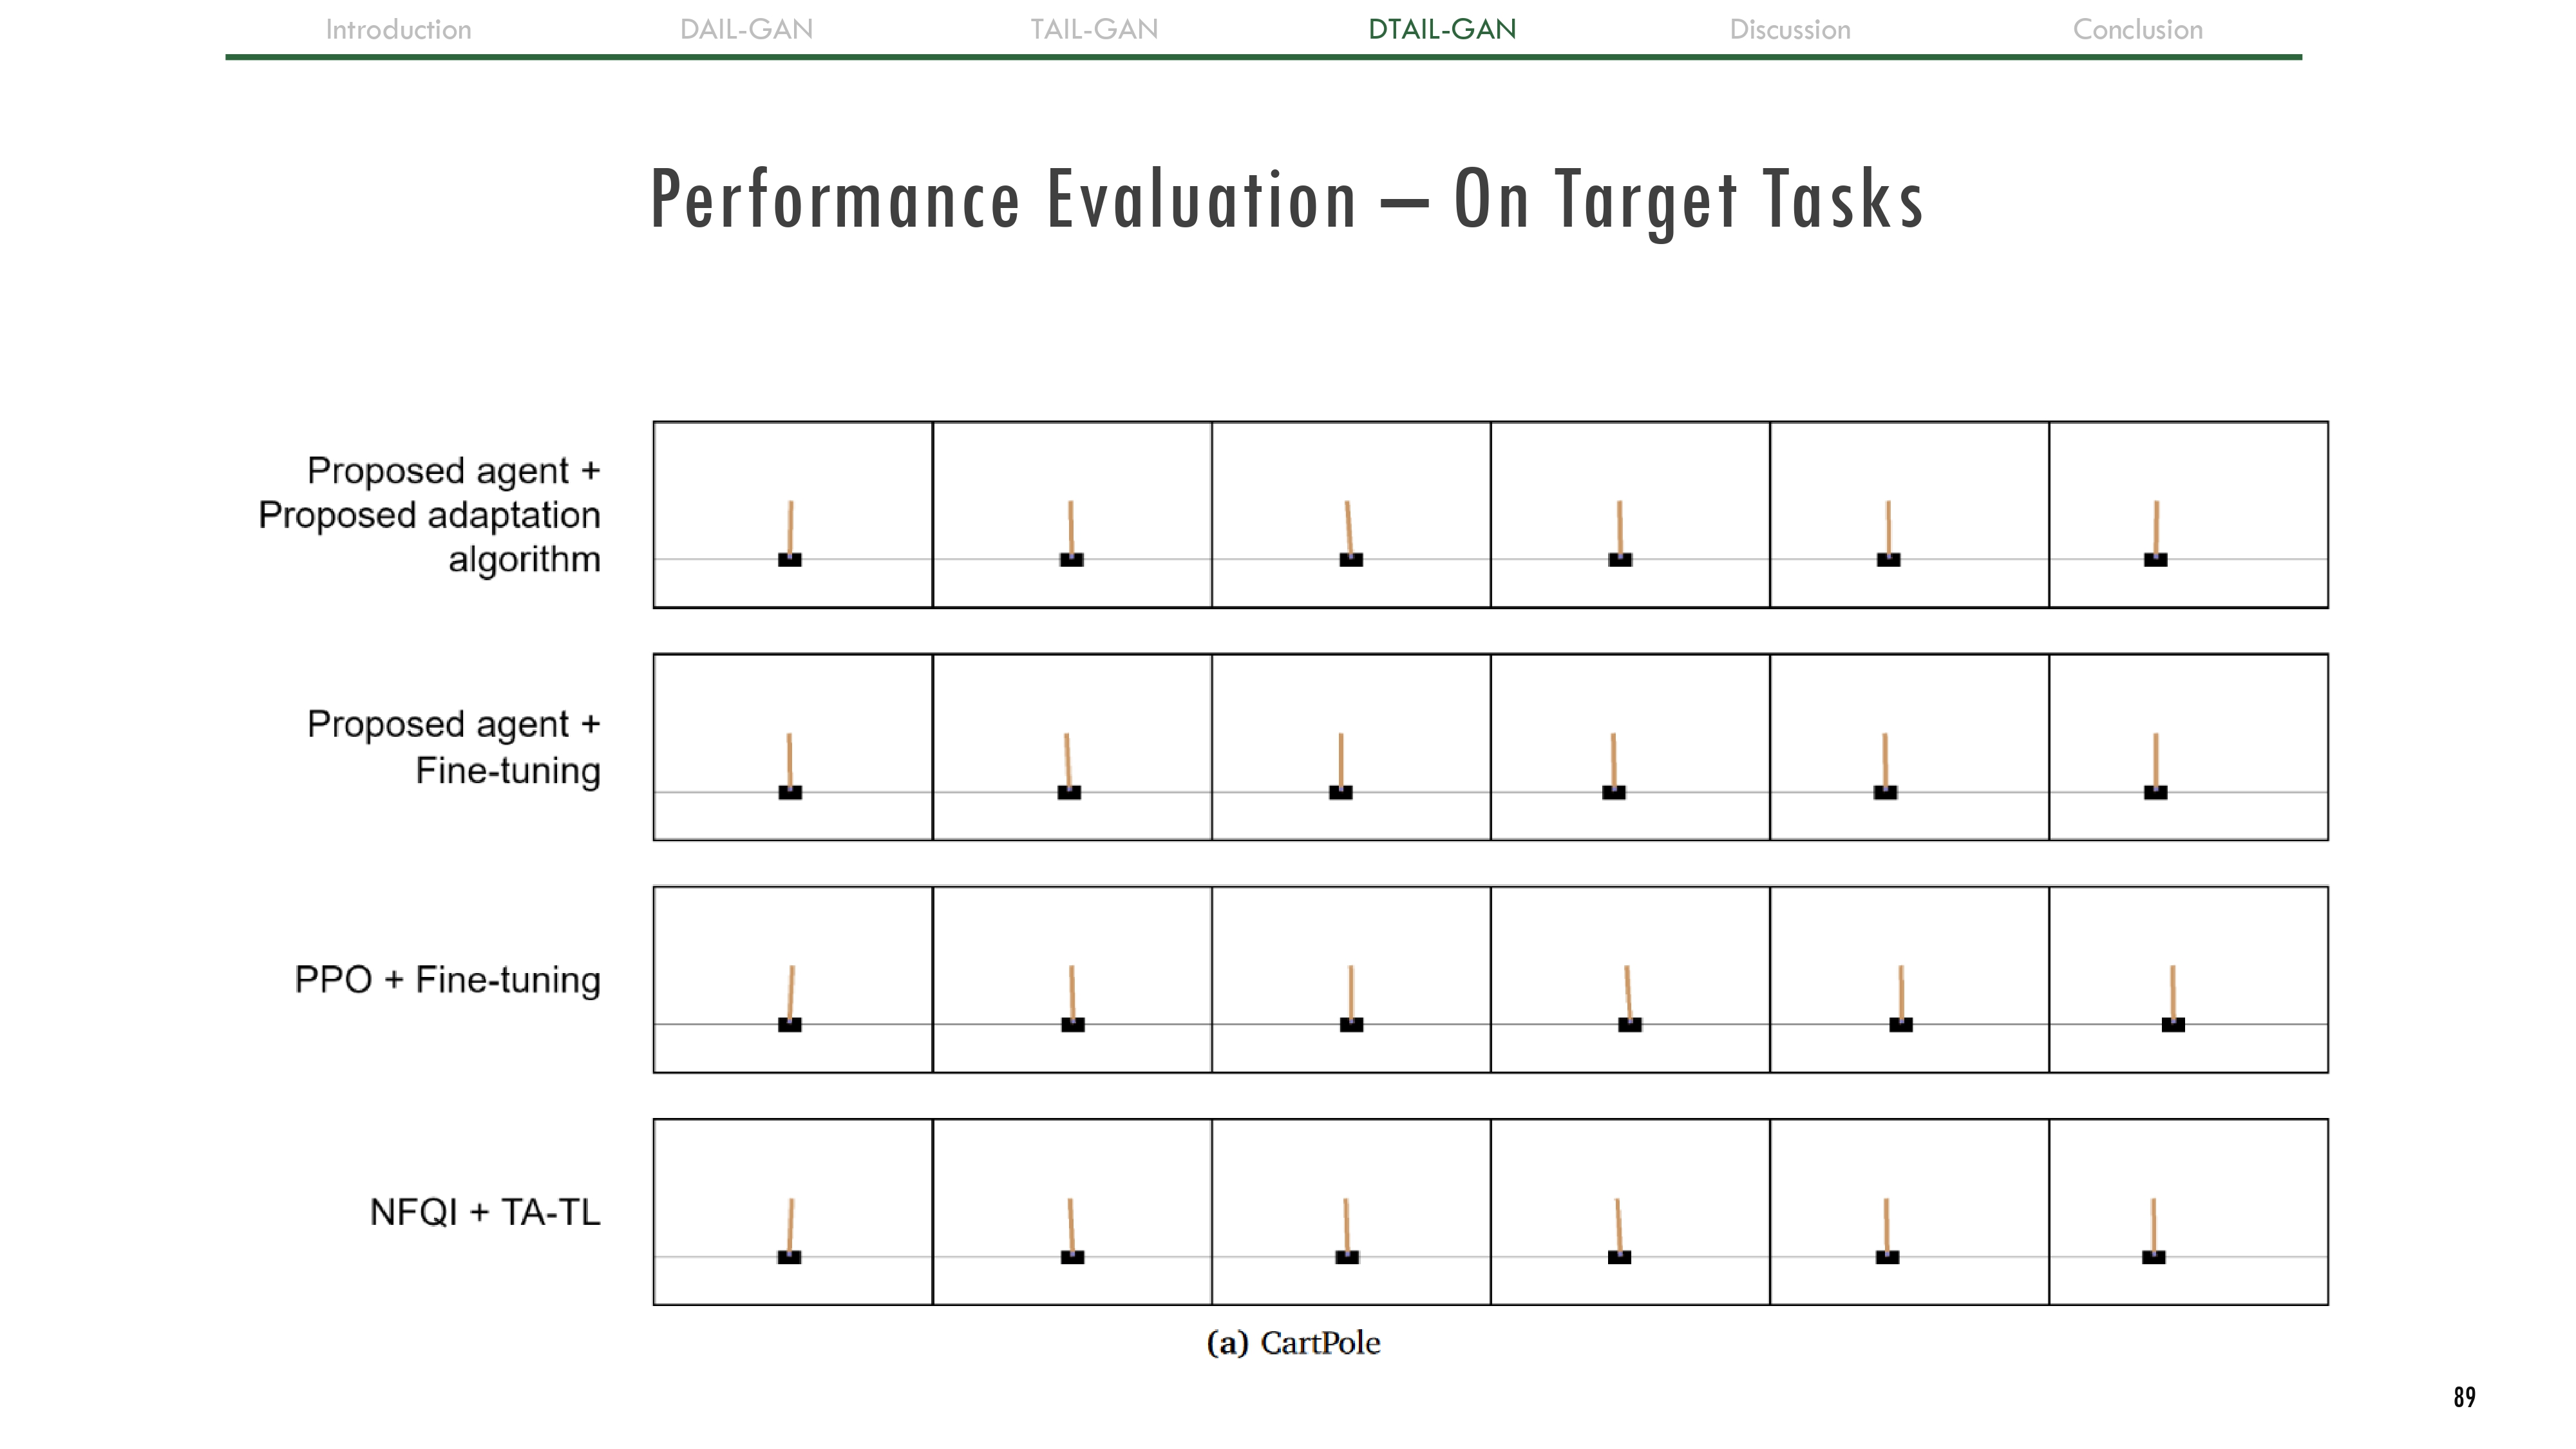 Introduction DAIL-GAN TAIL-GAN DTAIL-GAN Discussion Conclusion
Performance Evaluation – On Target Tasks
Proposed agent +
Proposed adaptation
algorithm
Proposed agent +
Fine-tuning
PPO + Fine-tuning
NFQI + TA-TL
(a) CartPole
89